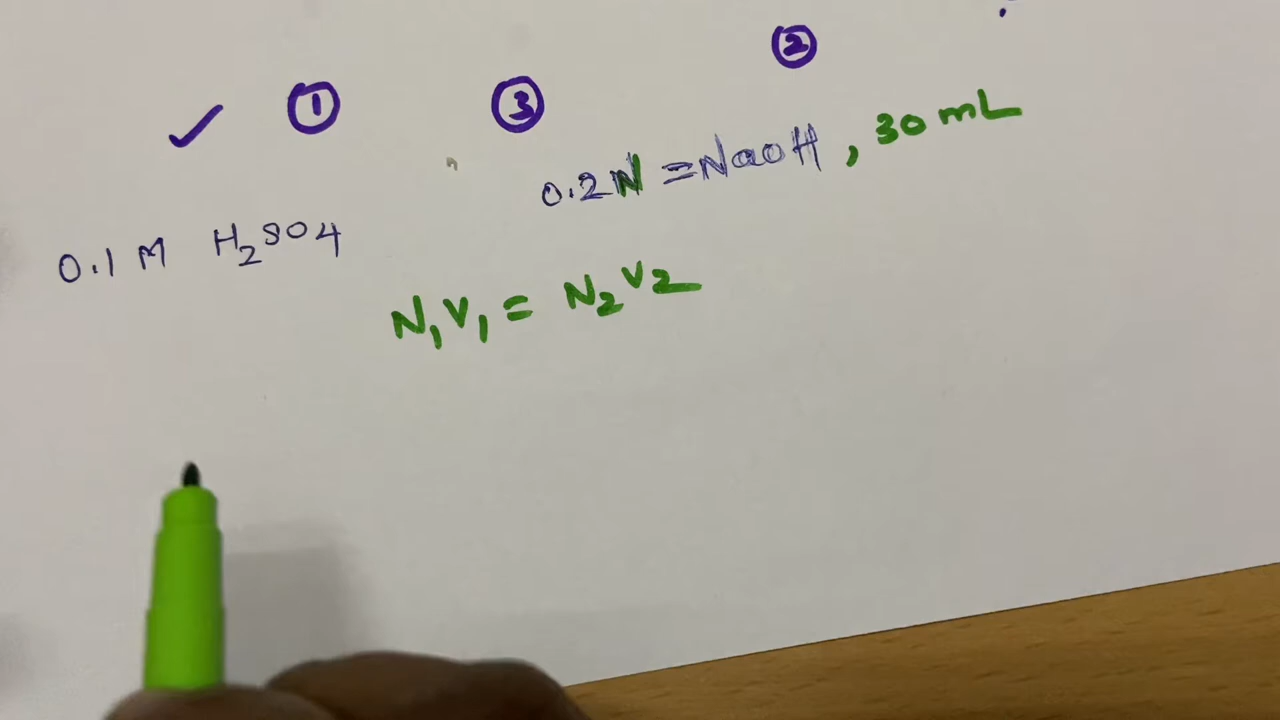 ✓ ① ③ ②
0.2N = NaOH, 30 mL
0.1 M H₂SO₄
N₁V₁ = N₂V₂